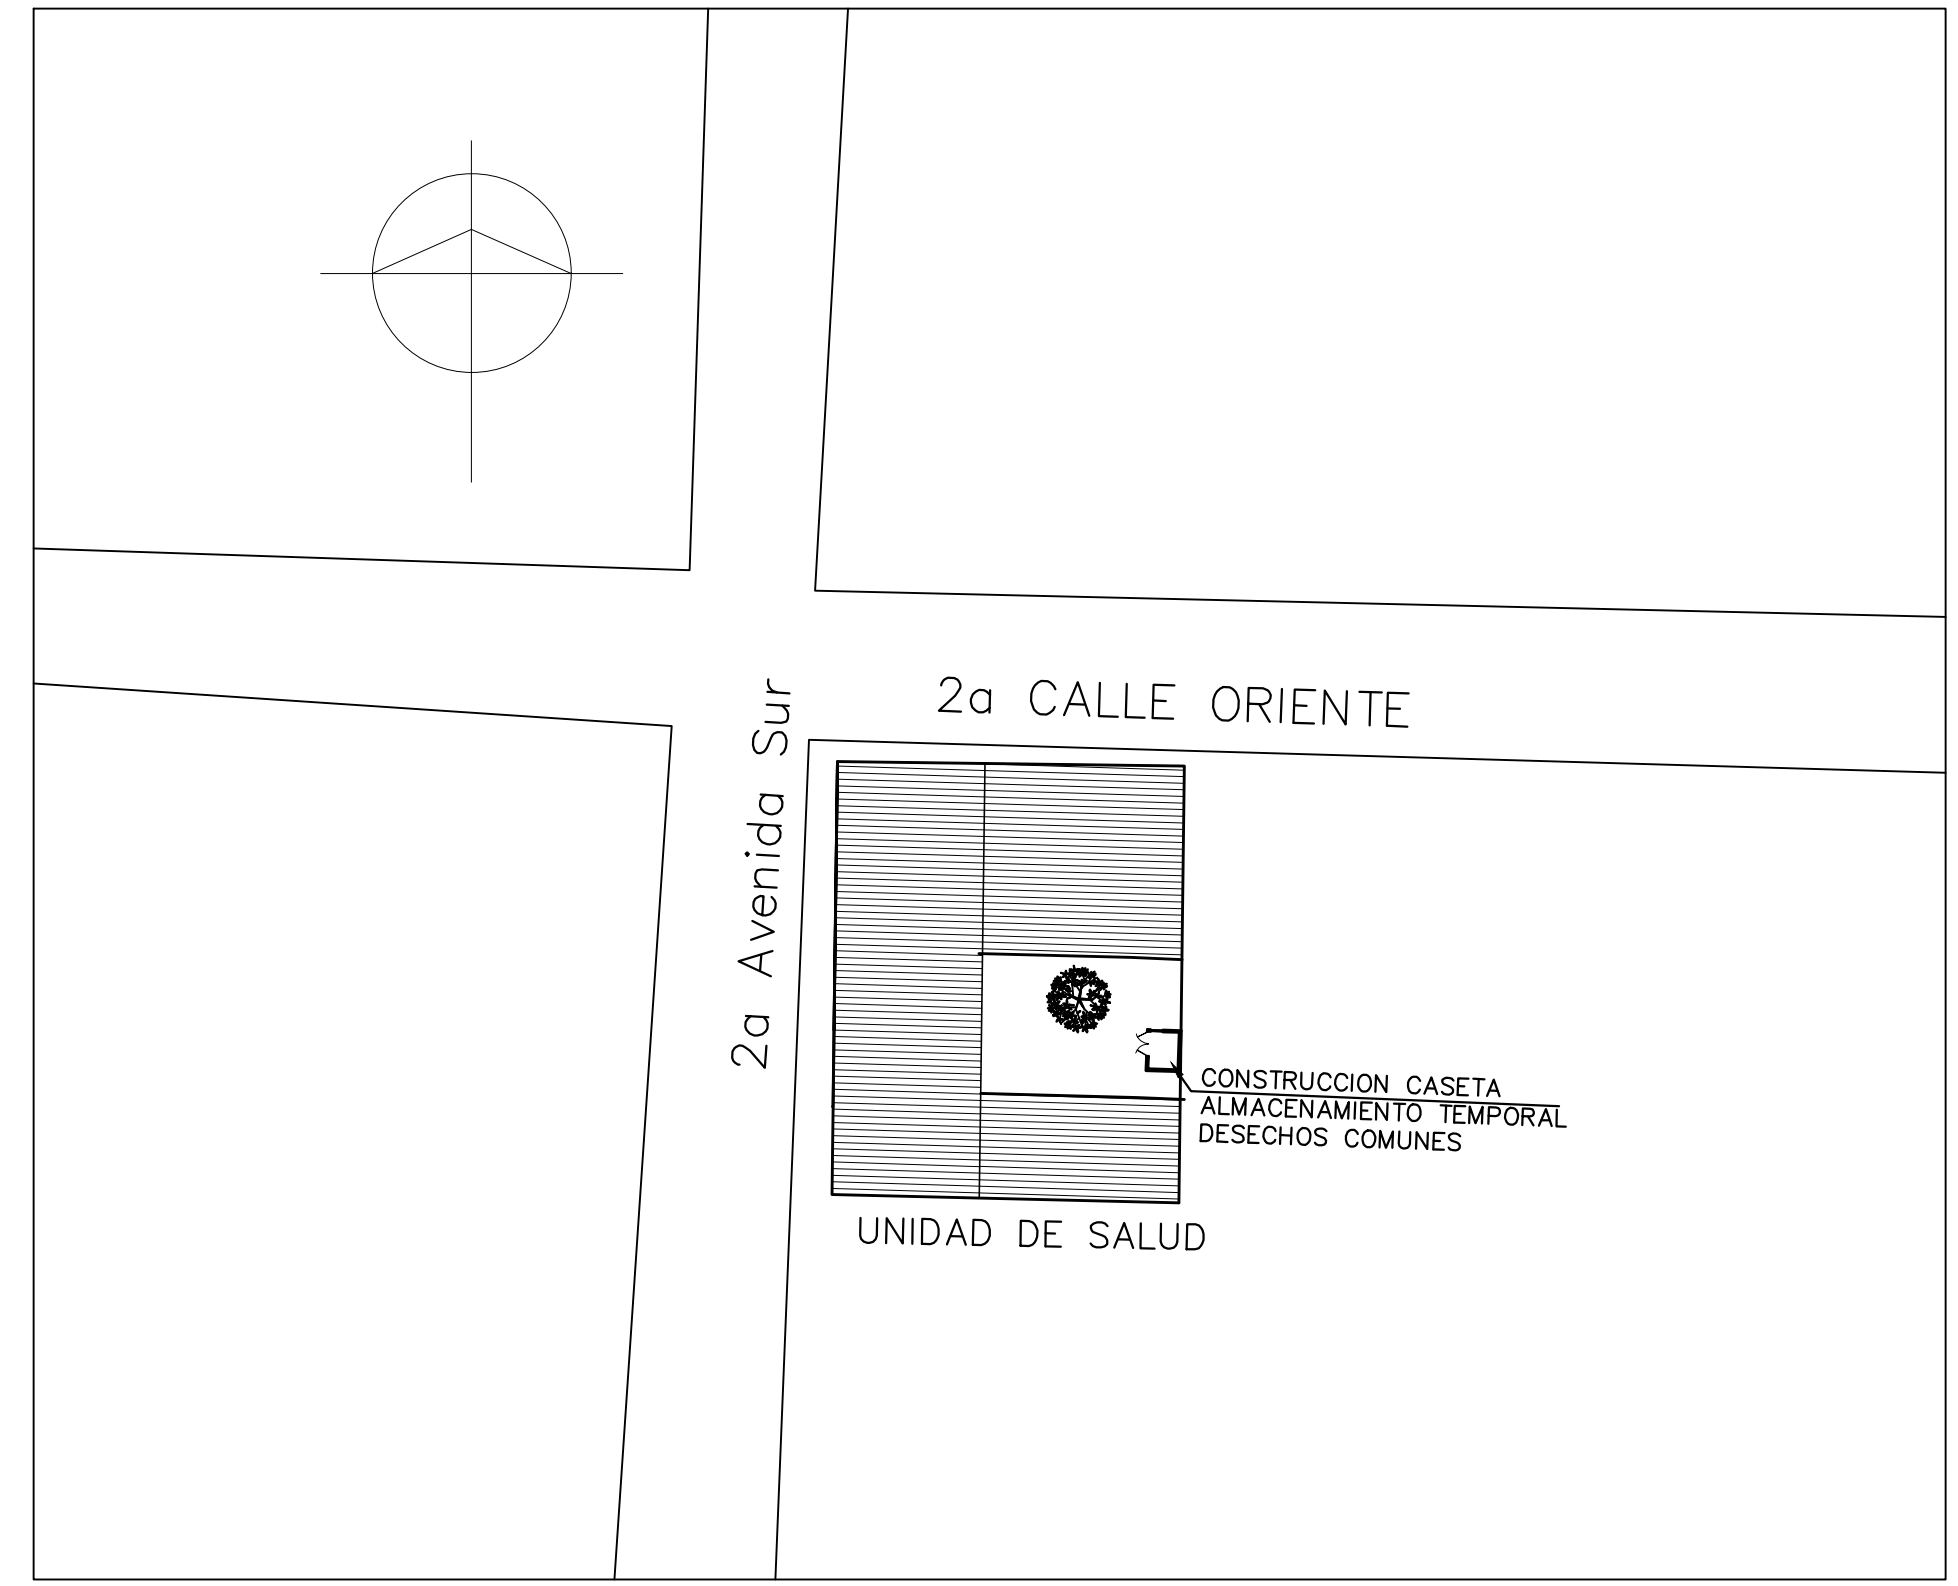 2a CALLE ORIENTE
2a Avenida Sur
CONSTRUCCION CASETA
ALMACENAMIENTO TEMPORAL
DESECHOS COMUNES
UNIDAD DE SALUD